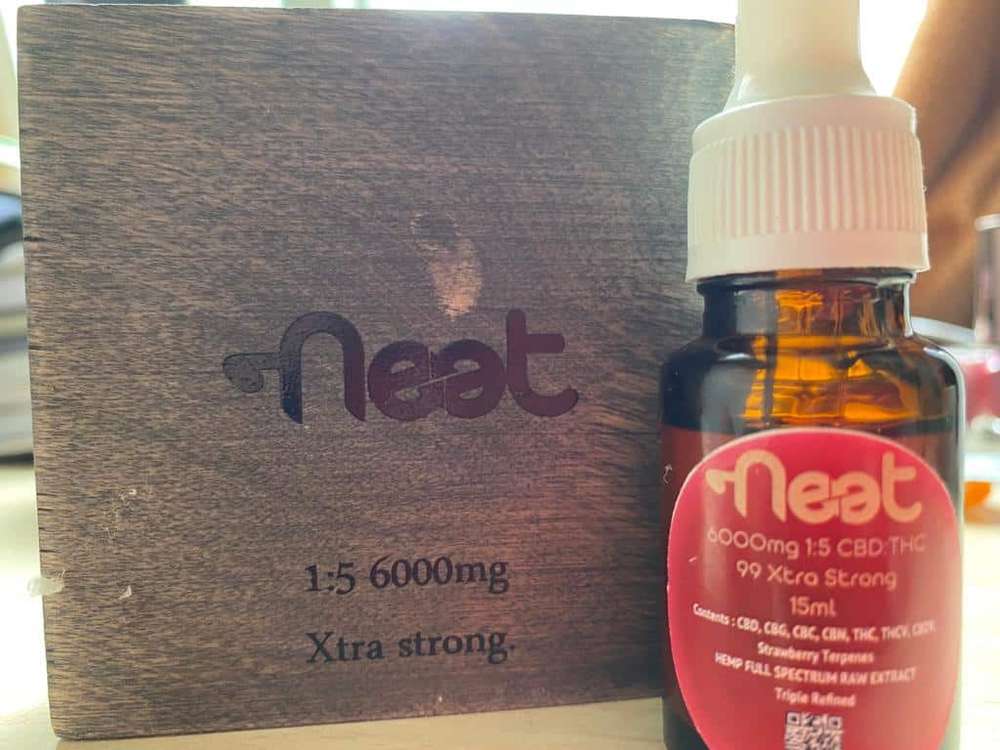 neat
1:5 6000mg
Xtra strong.
neat
6000mg 1:5 CBD:THC
99 Xtra Strong
15ml
Contents : CBD, CBG, CBC, CBN, THC, THCV, CBDV,
Strawberry Terpenes
HEMP FULL SPECTRUM RAW EXTRACT
Triple Refined